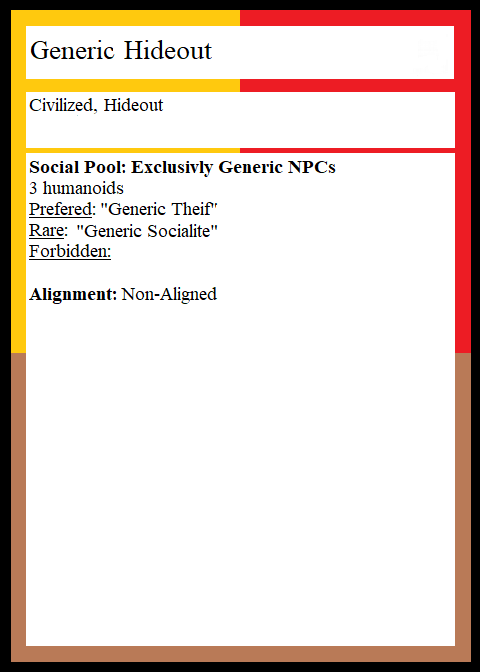 Generic Hideout
Civilized, Hideout
Social Pool: Exclusivly Generic NPCs
3 humanoids
Prefered: "Generic Theif"
Rare: "Generic Socialite"
Forbidden:
Alignment: Non-Aligned